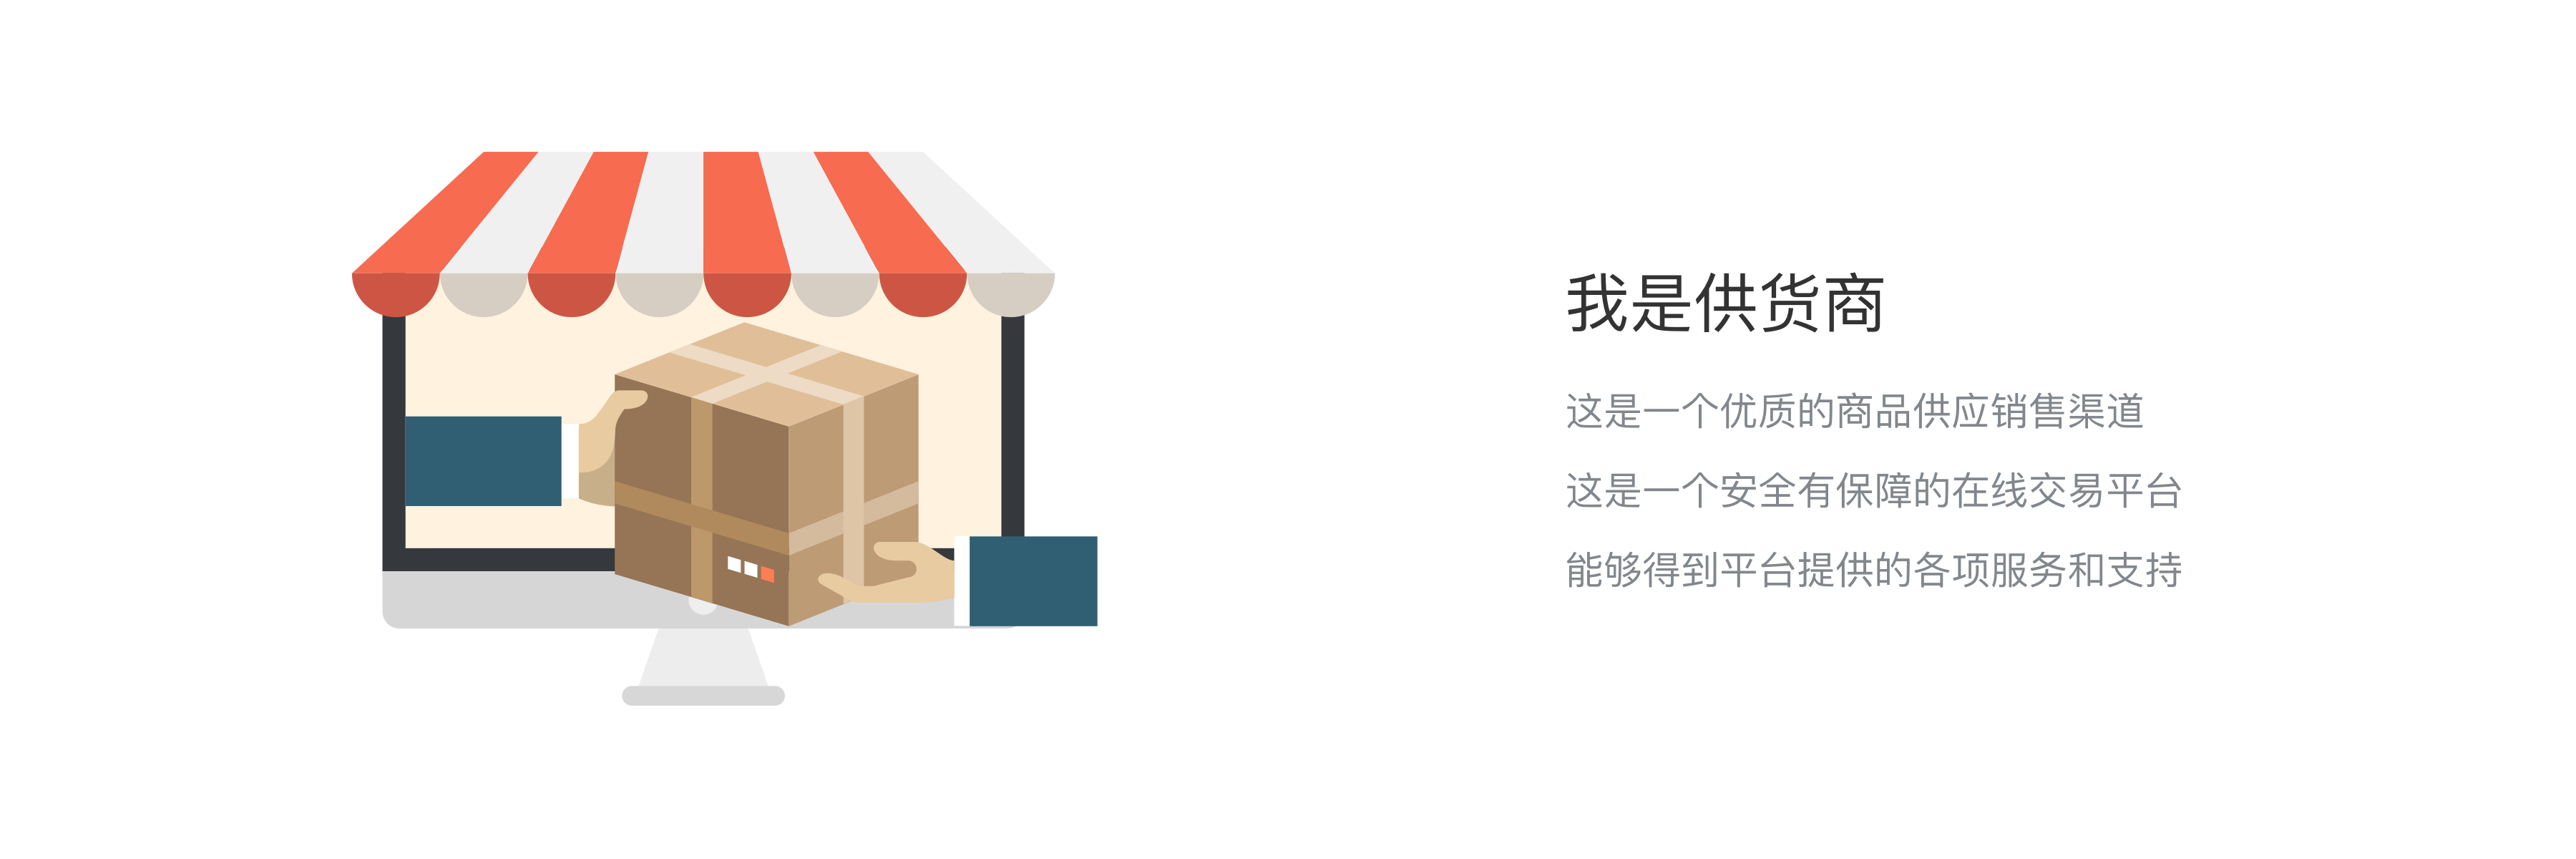 我是供货商
这是一个优质的商品供应销售渠道
这是一个安全有保障的在线交易平台
能够得到平台提供的各项服务和支持